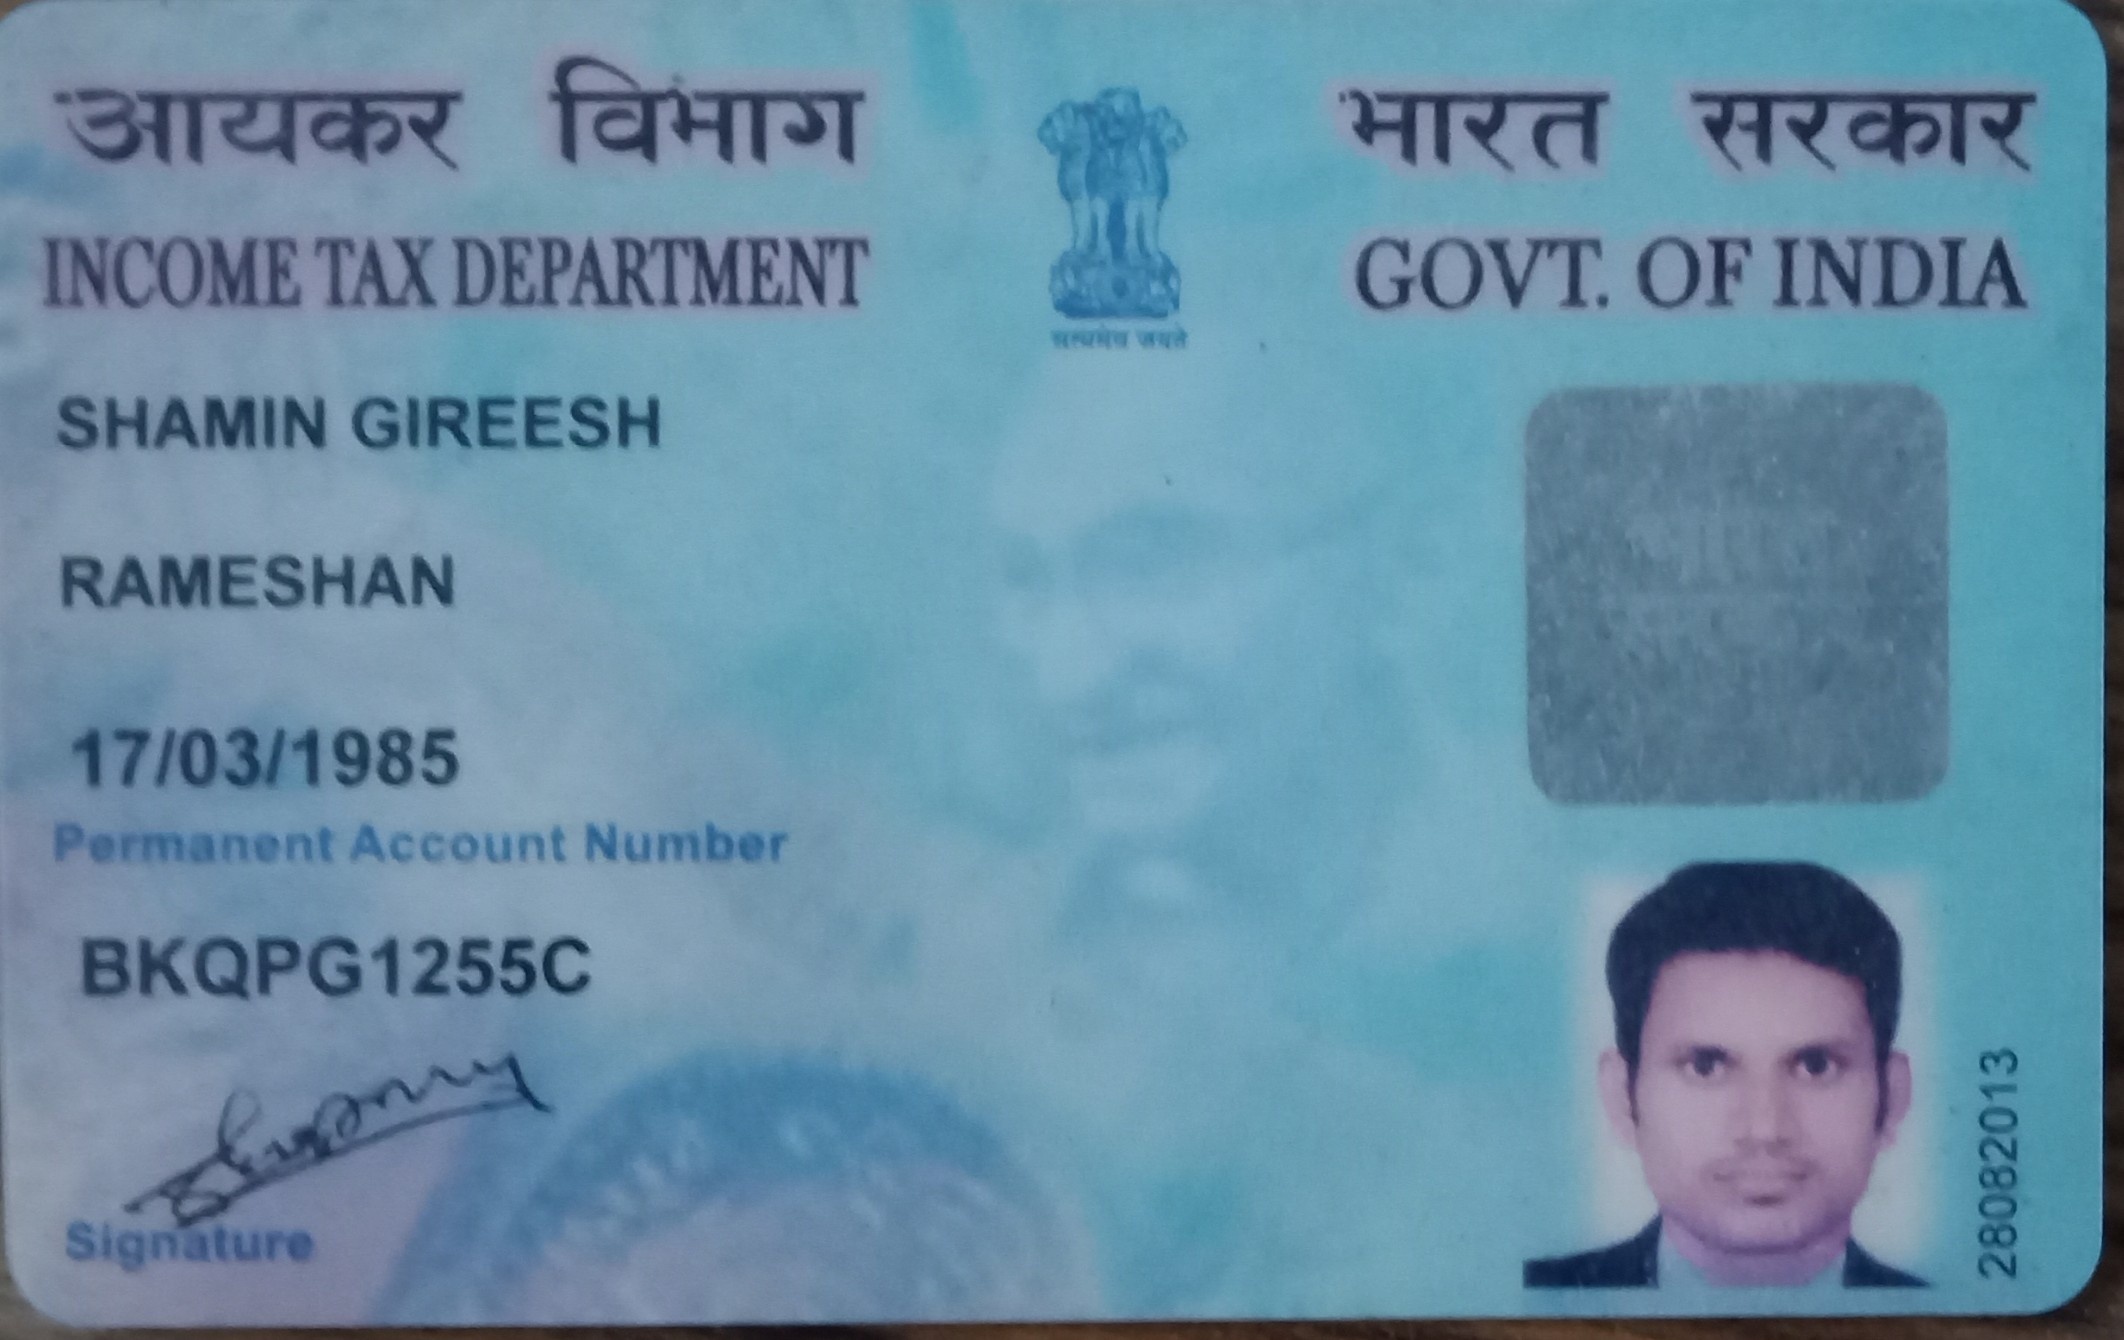 आयकर विभाग
INCOME TAX DEPARTMENT
भारत सरकार
GOVT. OF INDIA
सत्यमेव जयते
SHAMIN GIREESH
RAMESHAN
17/03/1985
Permanent Account Number
BKQPG1255C
Signature
28082013